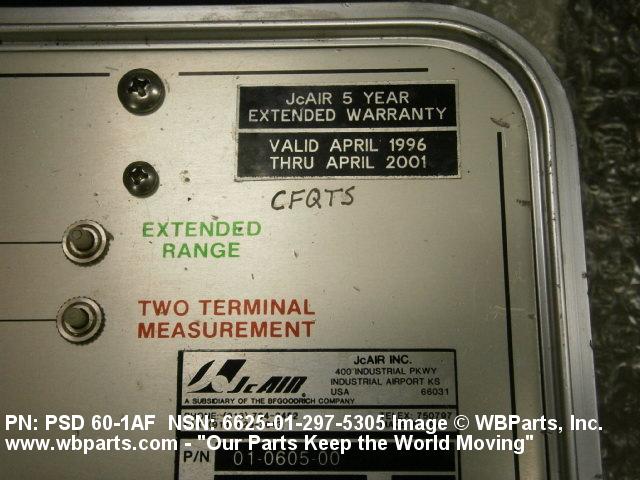 JcAIR 5 YEAR
EXTENDED WARRANTY
VALID APRIL 1996
THRU APRIL 2001
CFQTS
EXTENDED
RANGE
TWO TERMINAL
MEASUREMENT
JcAIR
A SUBSIDIARY OF THE BFGOODRICH COMPANY
JcAIR INC.
400 INDUSTRIAL PKWY
INDUSTRIAL AIRPORT KS
USA 66031
TELEX: 750797
PN: PSD 60-1AF NSN: 6625-01-297-5305 Image © WBParts, Inc.
www.wbparts.com - "Our Parts Keep the World Moving"
P/N 01-0605-00